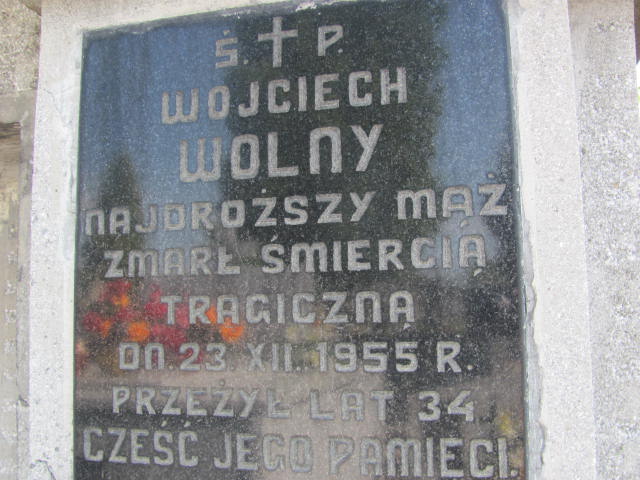 Ś. ✝ P.
WOJCIECH
WOLNY
NAJDROŻSZY MĄŻ
ZMARŁ ŚMIERCIĄ
TRAGICZNĄ
DN. 23. XII. 1955 R.
PRZEŻYŁ LAT 34
CZEŚĆ JEGO PAMIĘCI.